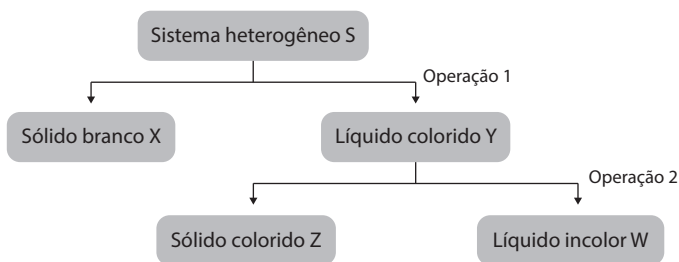 Sistema heterogêneo S
Operação 1
Sólido branco X
Líquido colorido Y
Operação 2
Sólido colorido Z
Líquido incolor W